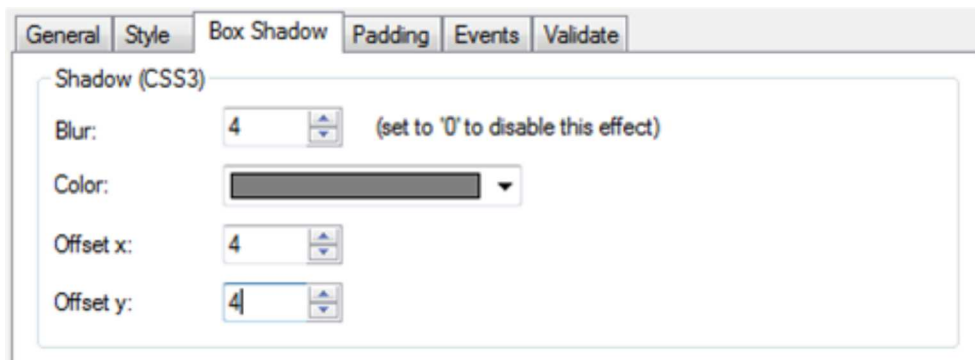 General Style Box Shadow Padding Events Validate
Shadow (CSS3)
Blur: 4 (set to '0' to disable this effect)
Color:
Offset x: 4
Offset y: 4